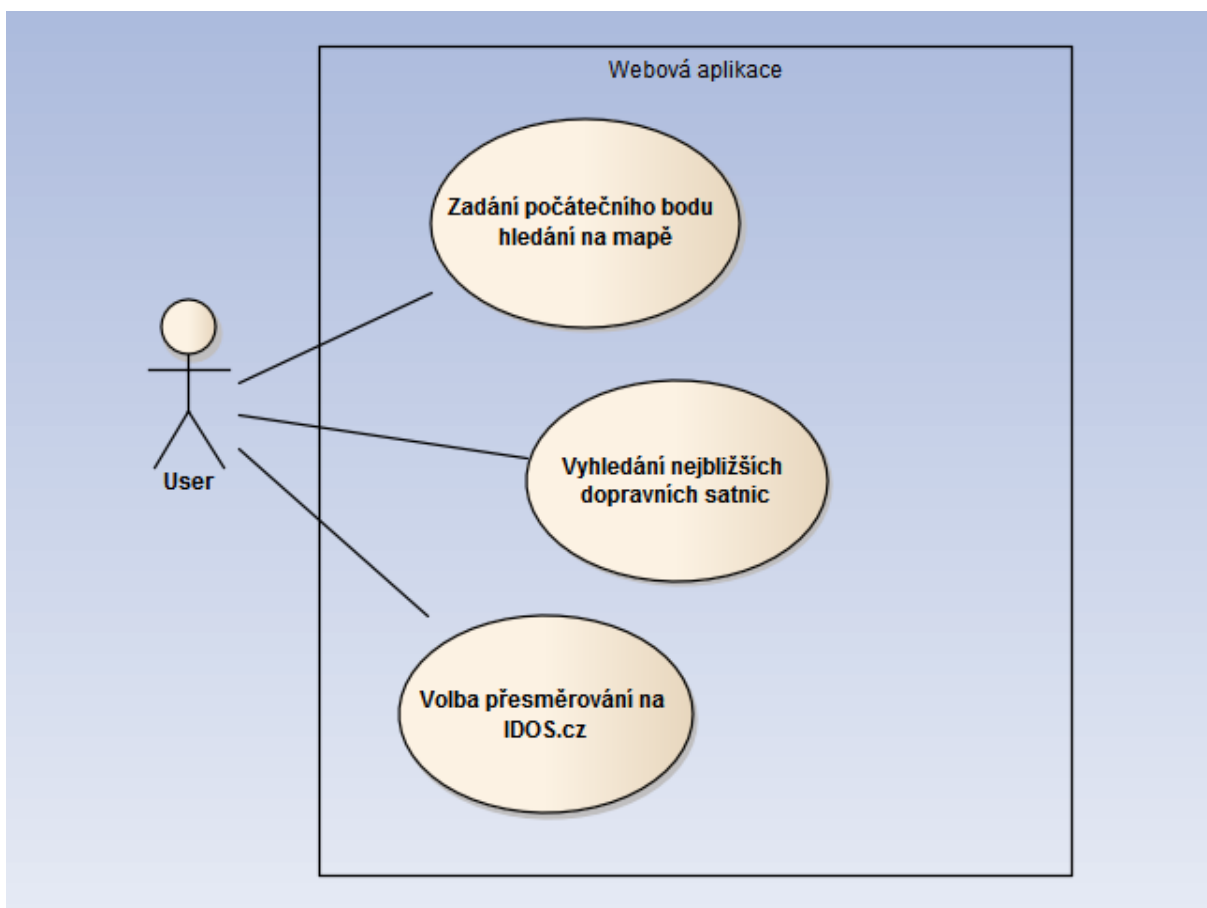 Webová aplikace
Zadání počátečního bodu
hledání na mapě
User
Vyhledání nejbližších
dopravních satnic
Volba přesměrování na
IDOS.cz